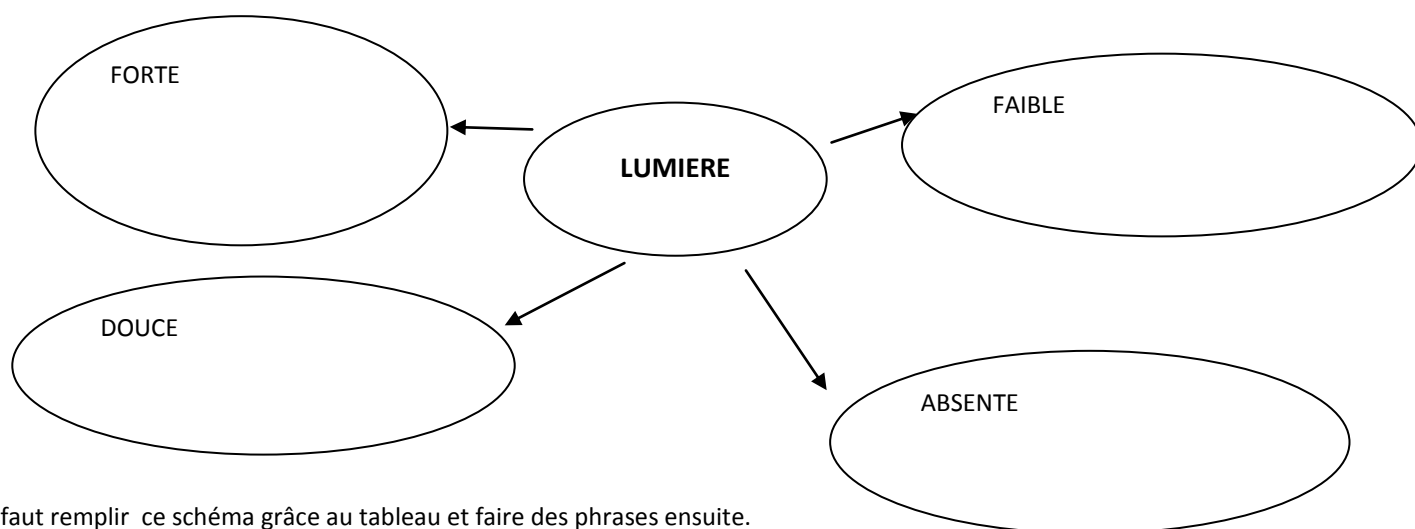 FORTE
FAIBLE
LUMIERE
DOUCE
ABSENTE
faut remplir ce schéma grâce au tableau et faire des phrases ensuite.